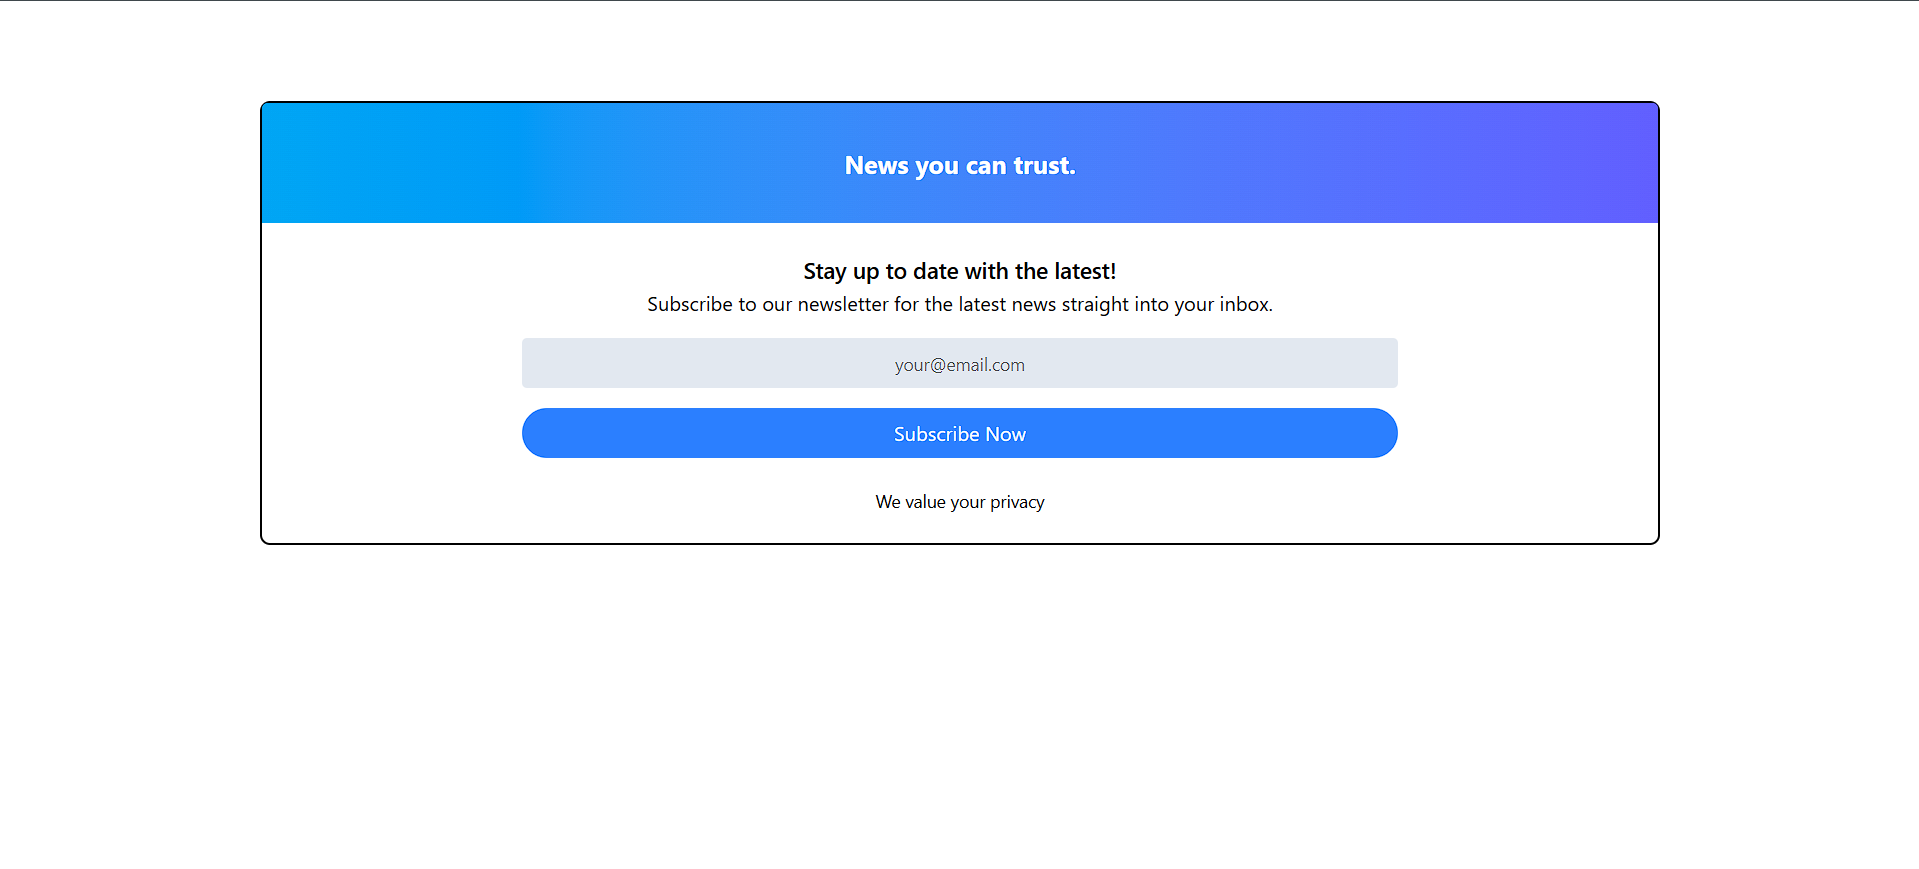 News you can trust.
Stay up to date with the latest!
Subscribe to our newsletter for the latest news straight into your inbox.
your@email.com
Subscribe Now
We value your privacy